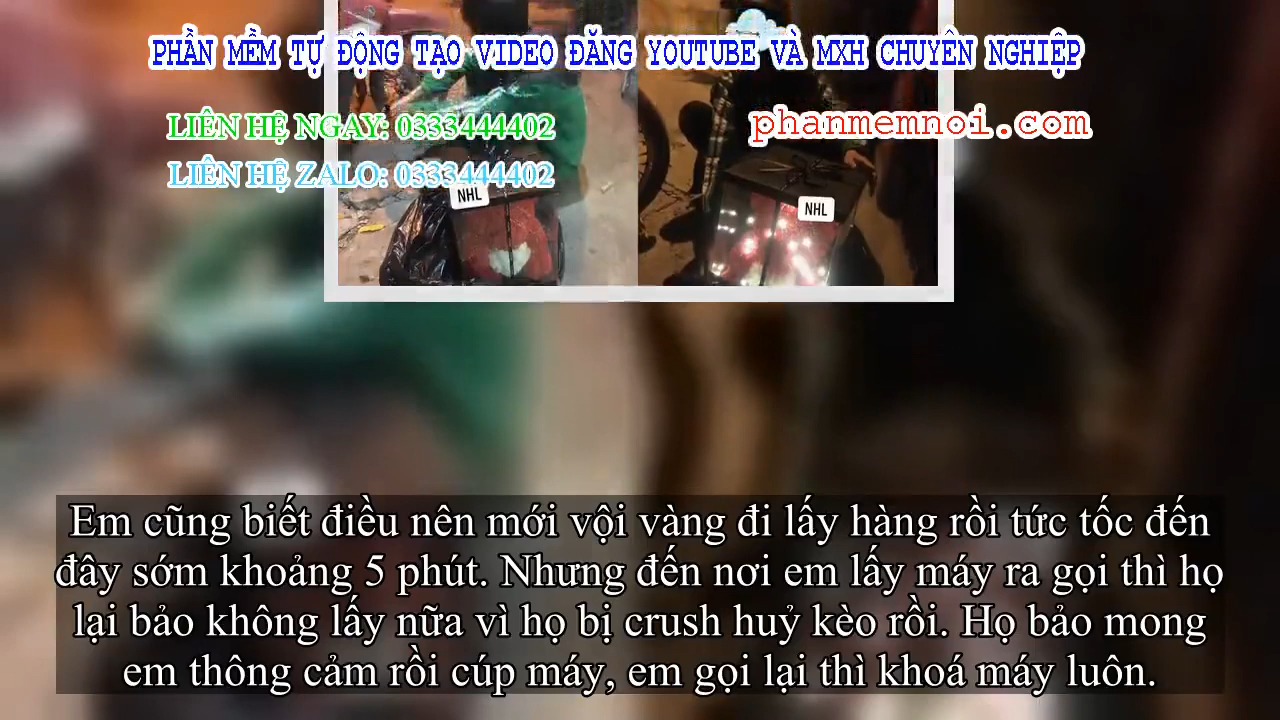 PHẦN MỀM TỰ ĐỘNG TẠO VIDEO ĐĂNG YOUTUBE VÀ MXH CHUYÊN NGHIỆP
LIÊN HỆ NGAY: 0333444402
phanmemnoi.com
LIÊN HỆ ZALO: 0333444402
NHL
NHL
Em cũng biết điều nên mới vội vàng đi lấy hàng rồi tức tốc đến
đây sớm khoảng 5 phút. Nhưng đến nơi em lấy máy ra gọi thì họ
lại bảo không lấy nữa vì họ bị crush huỷ kèo rồi. Họ bảo mong
em thông cảm rồi cúp máy, em gọi lại thì khoá máy luôn.